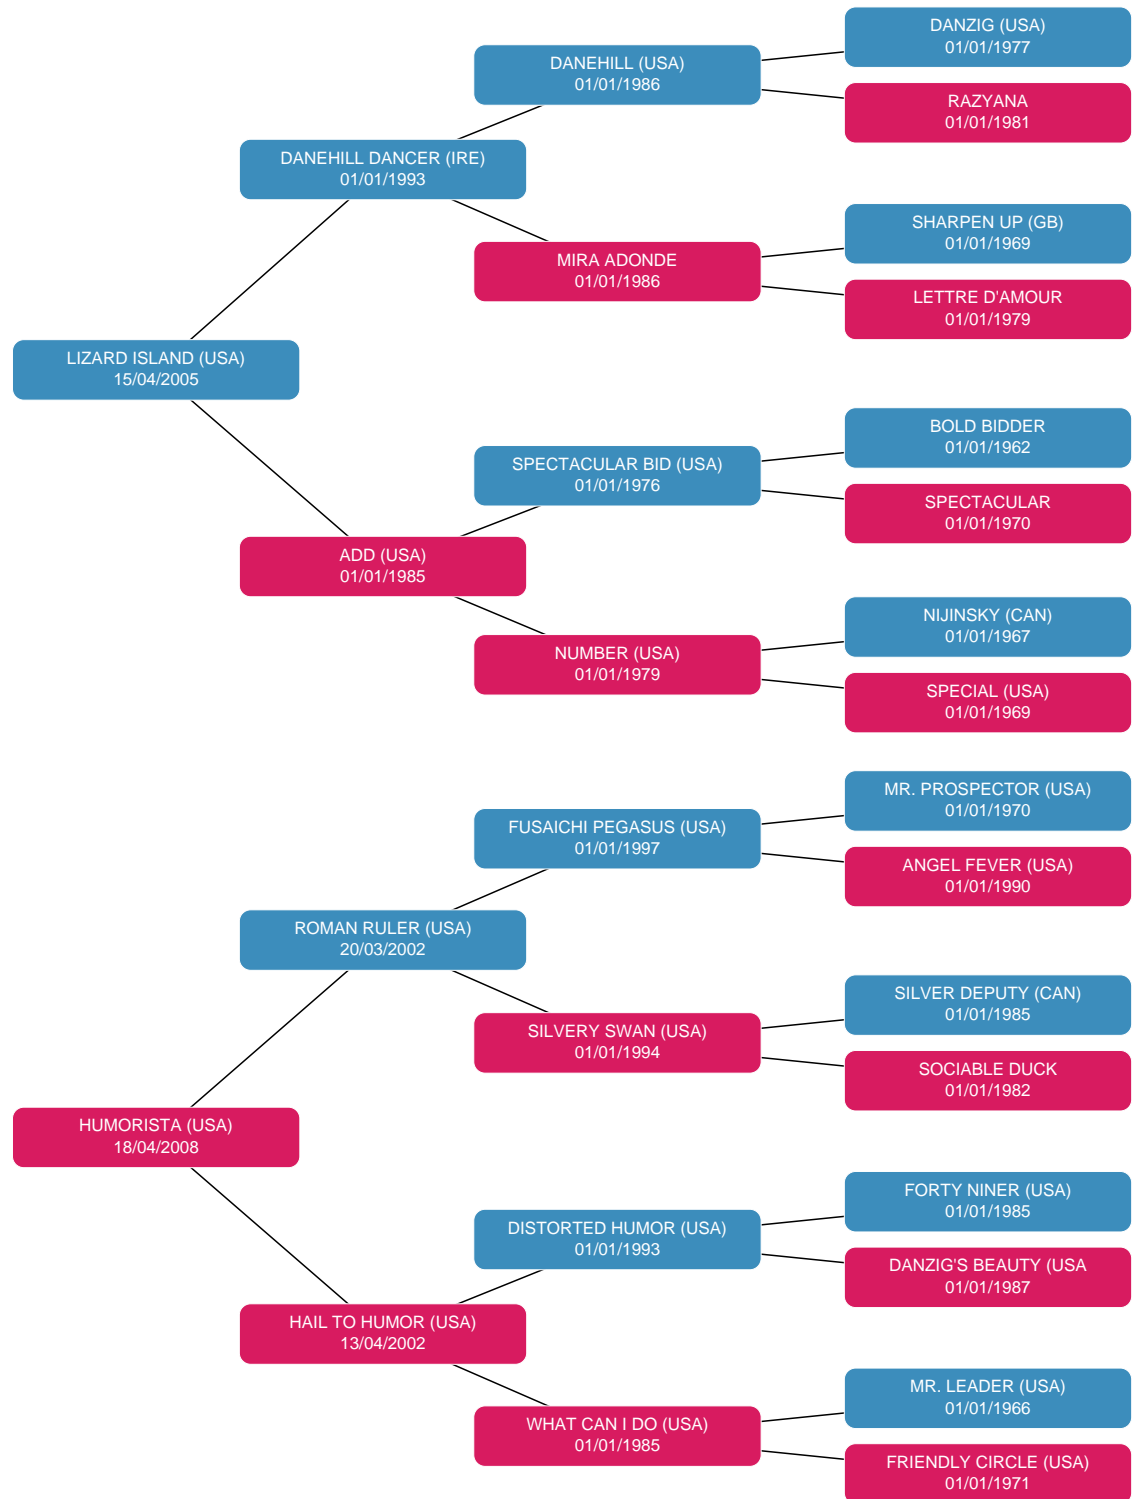 DANZIG (USA)
01/01/1977
DANEHILL (USA)
01/01/1986
RAZYANA
01/01/1981
DANEHILL DANCER (IRE)
01/01/1993
SHARPEN UP (GB)
01/01/1969
MIRA ADONDE
01/01/1986
LETTRE D'AMOUR
01/01/1979
LIZARD ISLAND (USA)
15/04/2005
BOLD BIDDER
01/01/1962
SPECTACULAR BID (USA)
01/01/1976
SPECTACULAR
01/01/1970
ADD (USA)
01/01/1985
NIJINSKY (CAN)
01/01/1967
NUMBER (USA)
01/01/1979
SPECIAL (USA)
01/01/1969
MR. PROSPECTOR (USA)
01/01/1970
FUSAICHI PEGASUS (USA)
01/01/1997
ANGEL FEVER (USA)
01/01/1990
ROMAN RULER (USA)
20/03/2002
SILVER DEPUTY (CAN)
01/01/1985
SILVERY SWAN (USA)
01/01/1994
SOCIABLE DUCK
01/01/1982
HUMORISTA (USA)
18/04/2008
FORTY NINER (USA)
01/01/1985
DISTORTED HUMOR (USA)
01/01/1993
DANZIG'S BEAUTY (USA
01/01/1987
HAIL TO HUMOR (USA)
13/04/2002
MR. LEADER (USA)
01/01/1966
WHAT CAN I DO (USA)
01/01/1985
FRIENDLY CIRCLE (USA)
01/01/1971